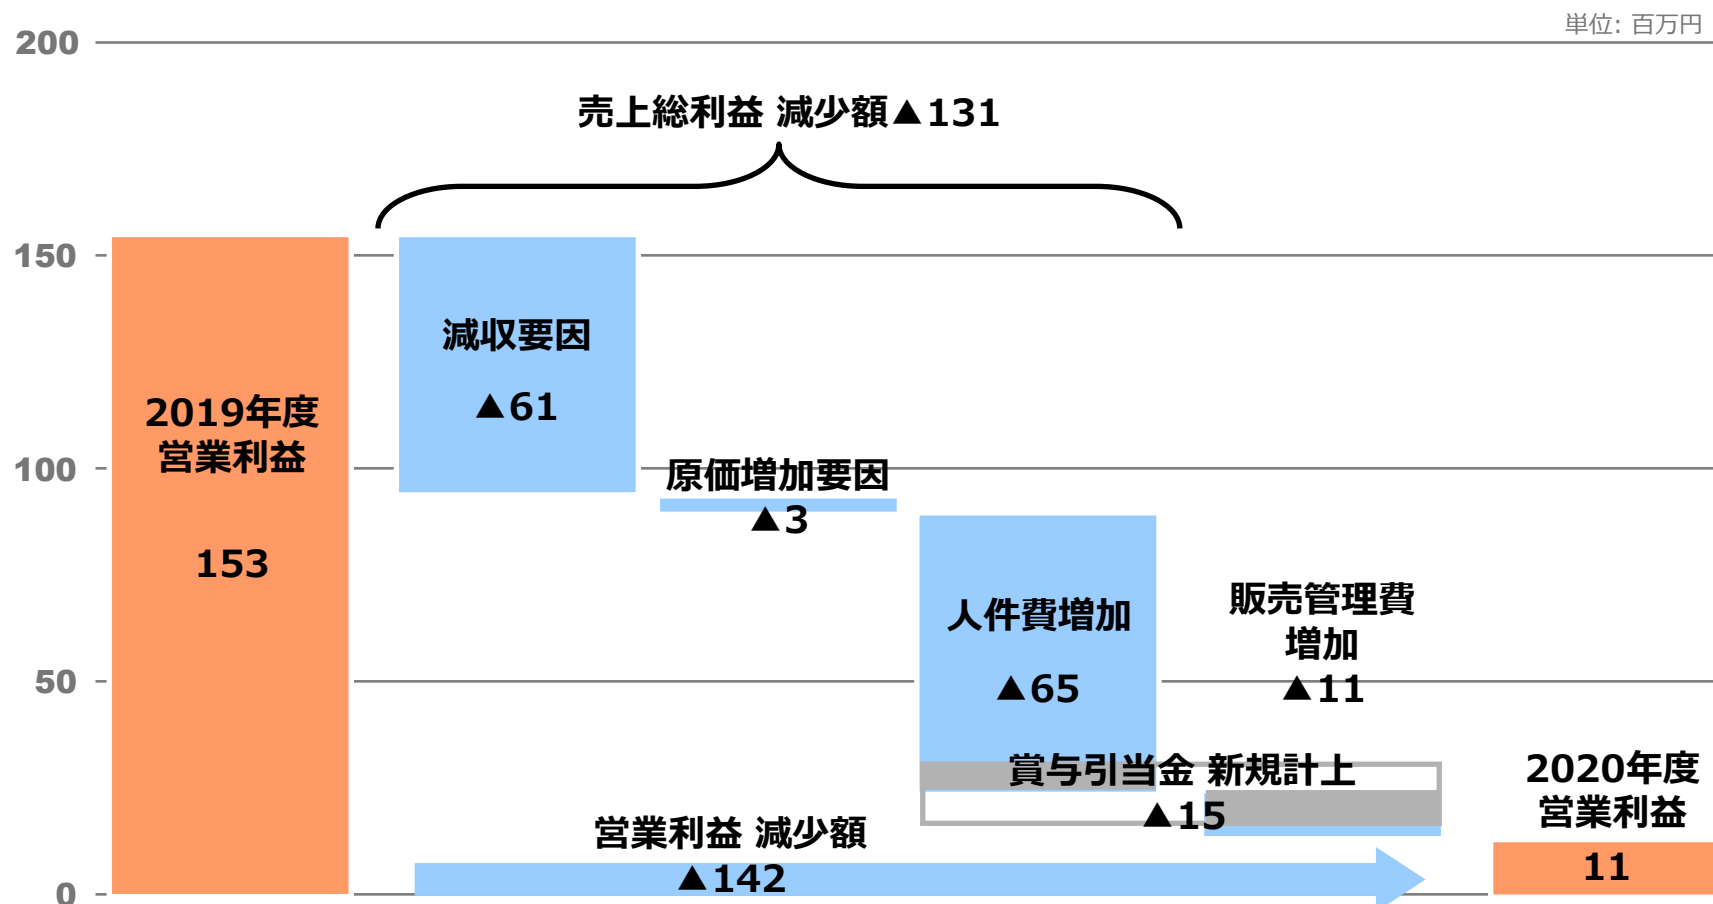 単位: 百万円
200
売上総利益 減少額▲131
150
減収要因
▲61
2019年度
営業利益
153
100
原価増加要因
▲3
人件費増加
▲65
販売管理費
増加
▲11
50
賞与引当金 新規計上
▲15
2020年度
営業利益
11
営業利益 減少額
▲142
0